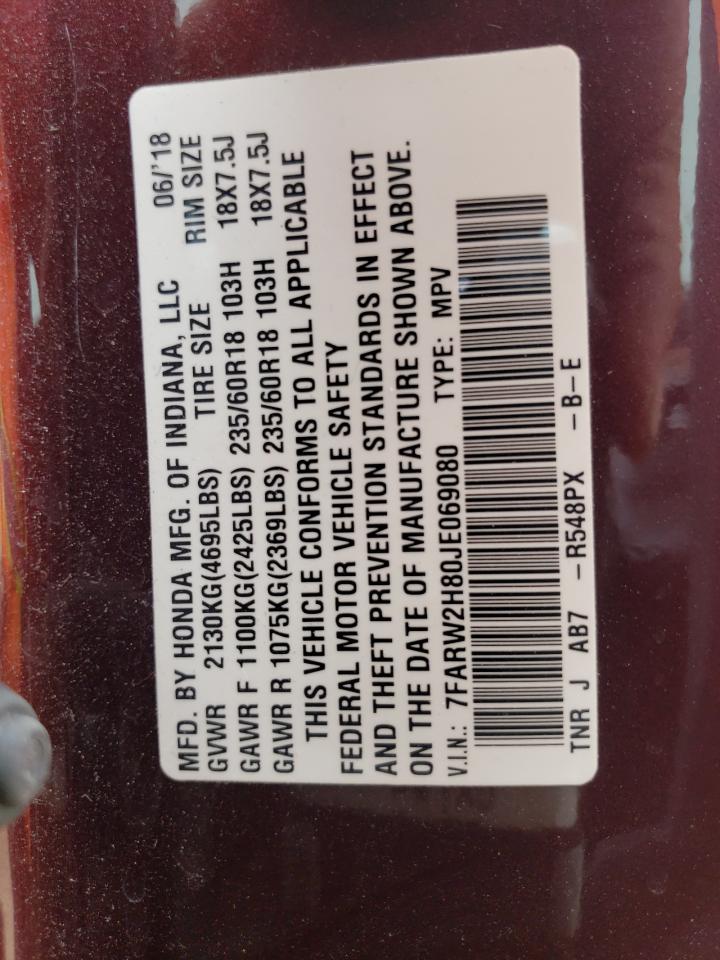 MFD. BY HONDA MFG. OF INDIANA, LLC 06/'18
GVWR 2130KG(4695LBS) TIRE SIZE RIM SIZE
GAWR F 1100KG(2425LBS) 235/60R18 103H 18X7.5J
GAWR R 1075KG(2369LBS) 235/60R18 103H 18X7.5J
THIS VEHICLE CONFORMS TO ALL APPLICABLE
FEDERAL MOTOR VEHICLE SAFETY
AND THEFT PREVENTION STANDARDS IN EFFECT
ON THE DATE OF MANUFACTURE SHOWN ABOVE.
V.I.N.: 7FARW2H80JE069080 TYPE: MPV
TNR J AB7 -R548PX -B-E